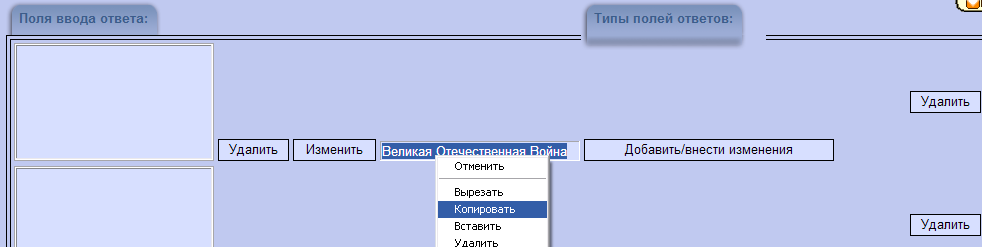 Поля ввода ответа:
Типы полей ответов:
Удалить
Удалить
Изменить
Великая Отечественная Война
Добавить/внести изменения
Отменить
Вырезать
Копировать
Вставить
Удалить
Удалить